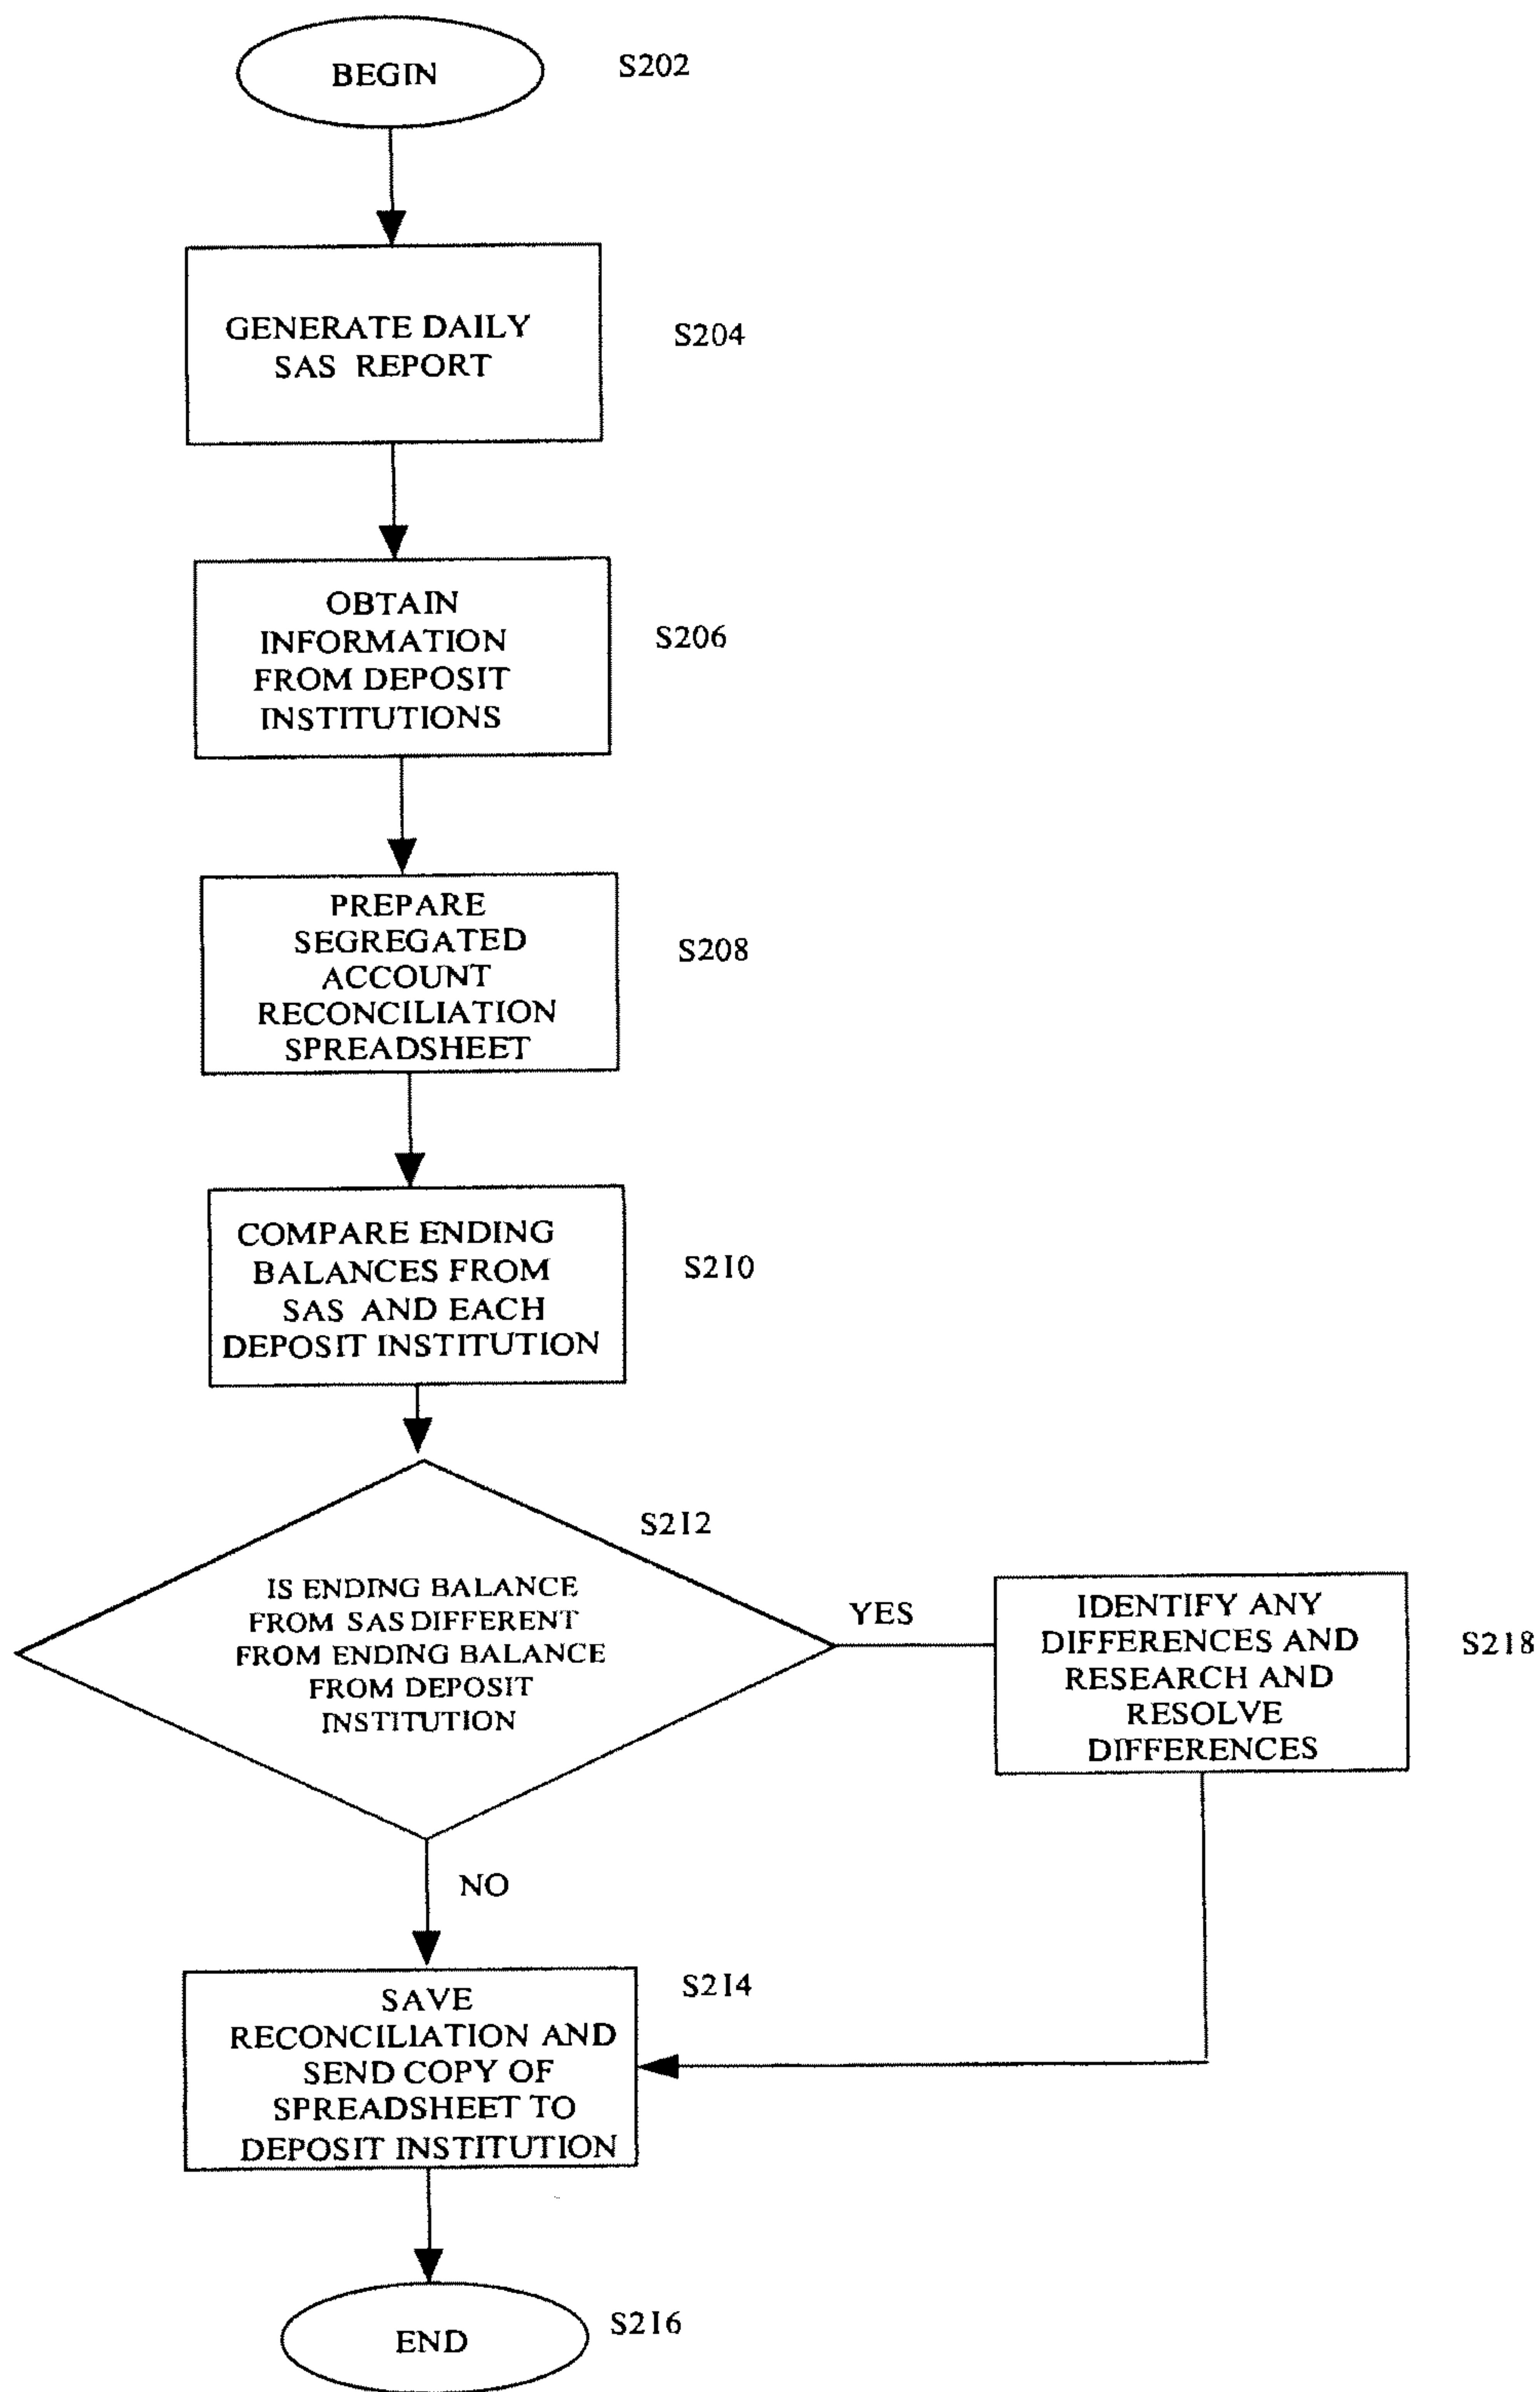 BEGIN
S202
GENERATE DAILY
SAS REPORT
S204
OBTAIN
INFORMATION
FROM DEPOSIT
INSTITUTIONS
S206
PREPARE
SEGREGATED
ACCOUNT
RECONCILIATION
SPREADSHEET
S208
COMPARE ENDING
BALANCES FROM
SAS AND EACH
DEPOSIT INSTITUTION
S210
S212
IS ENDING BALANCE
FROM SAS DIFFERENT
FROM ENDING BALANCE
FROM DEPOSIT
INSTITUTION
YES
IDENTIFY ANY
DIFFERENCES AND
RESEARCH AND
RESOLVE
DIFFERENCES
S218
NO
SAVE
RECONCILIATION AND
SEND COPY OF
SPREADSHEET TO
DEPOSIT INSTITUTION
S214
END
S216